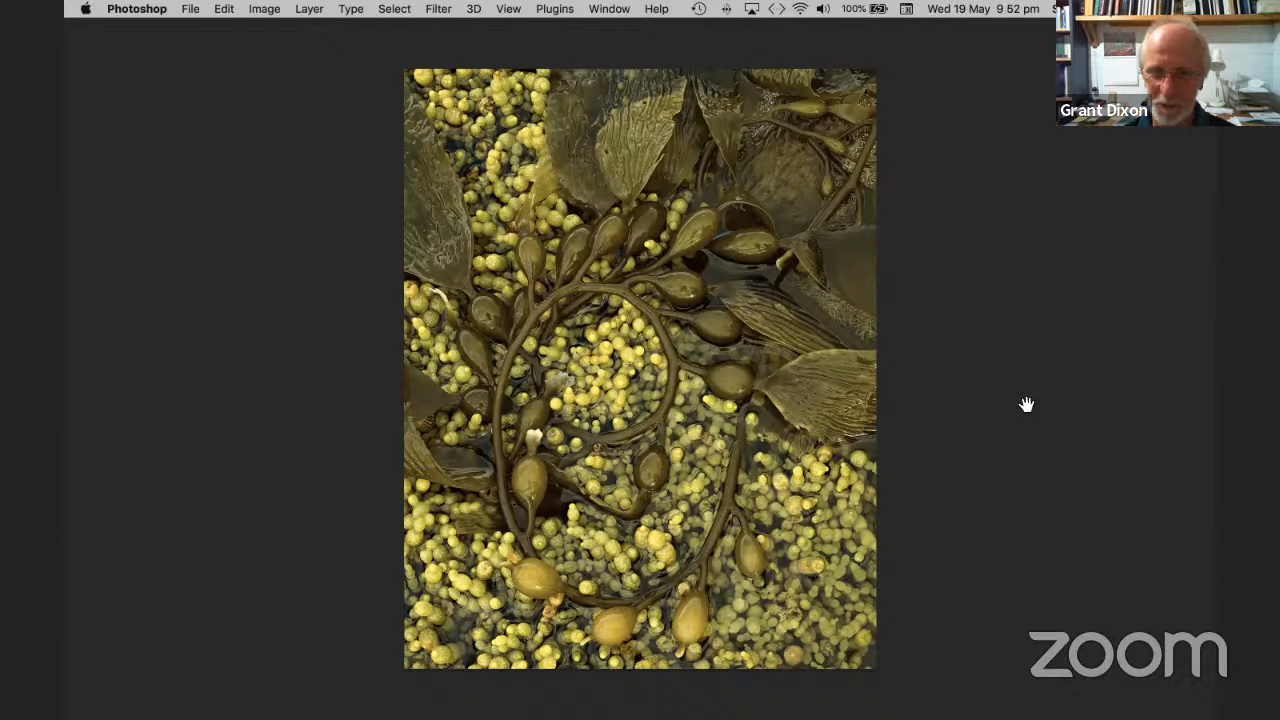 Photoshop File Edit Image Layer Type Select Filter 3D View Plugins Window Help 100% Wed 19 May 9:52 pm
Grant Dixon
zoom